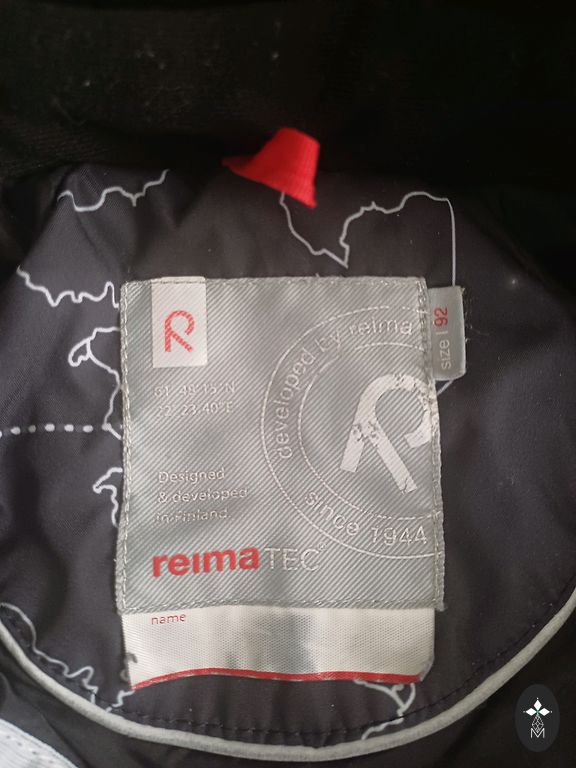 R
61°49'15"N
22°23'40"E
developed by reima
since 1944
size | 92
Designed
& developed
in Finland.
reimaTEC
name
M